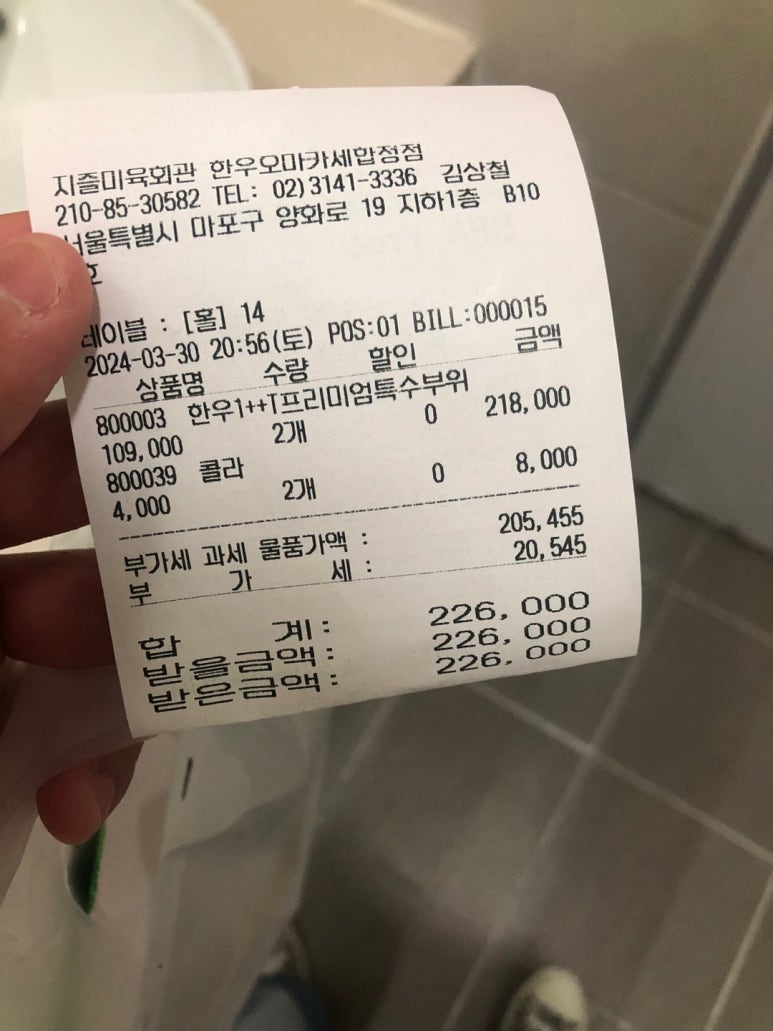 지즐미육회관 한우오마카세합정점
210-85-30582 TEL: 02)3141-3336 김상철
서울특별시 마포구 양화로 19 지하1층 B10
호
테이블 : [홀] 14
2024-03-30 20:56(토) POS:01 BILL:000015
상품명 수량 할인 금액
800003 한우1++T프리미엄특수부위
109,000 2개 0 218,000
800039 콜라
4,000 2개 0 8,000
부가세 과세 물품가액 : 205,455
부 가 세 : 20,545
합 계: 226,000
받을금액: 226,000
받은금액: 226,000